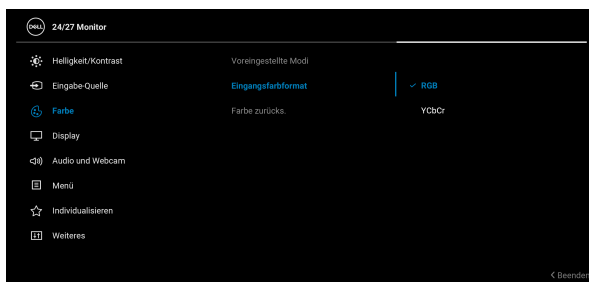 DELL 24/27 Monitor
Helligkeit/Kontrast Voreingestellte Modi
Eingabe-Quelle Eingangsfarbformat RGB
Farbe Farbe zurücks. YCbCr
Display
Audio und Webcam
Menü
Individualisieren
Weiteres
Beenden